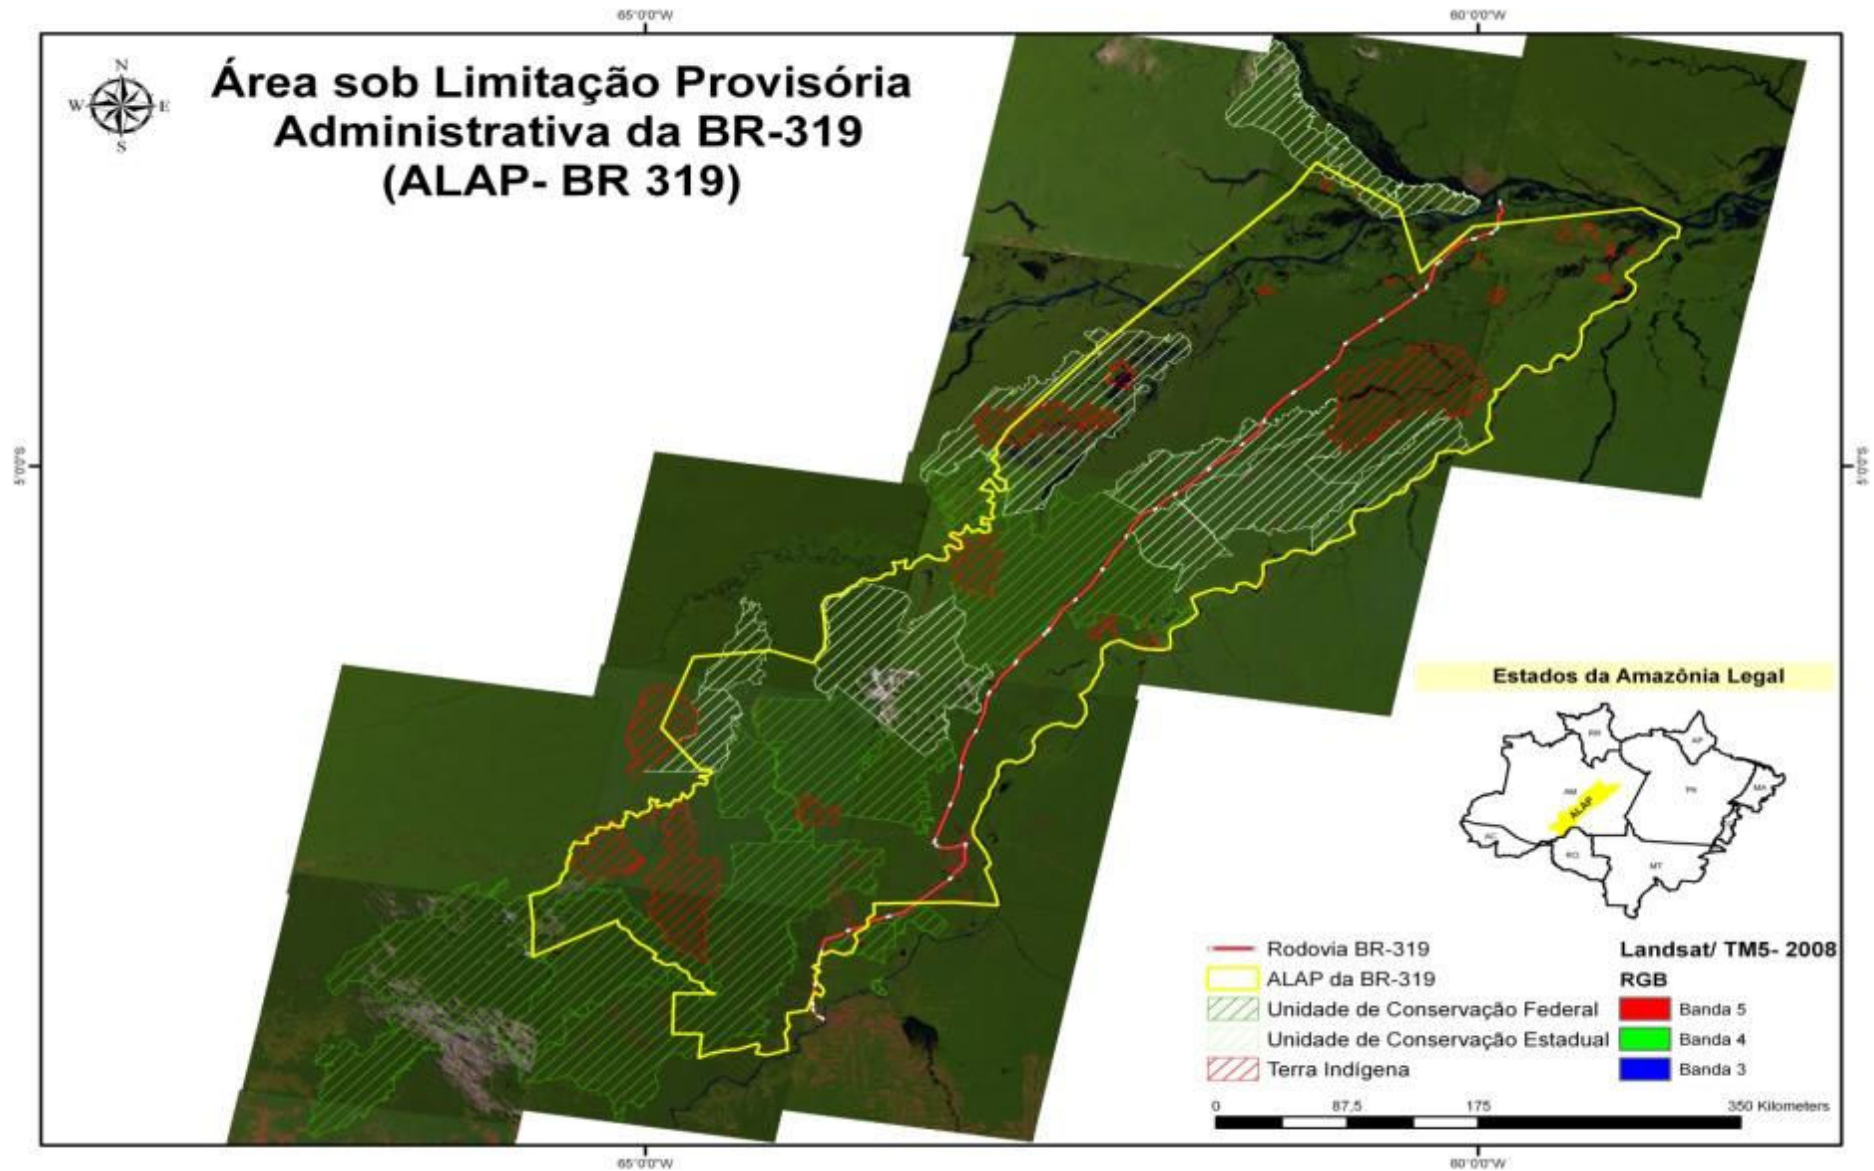 65°0'0"W
60°0'0"W
N
W
E
S
Área sob Limitação Provisória
Administrativa da BR-319
(ALAP- BR 319)
5°0'0"S
5°0'0"S
Estados da Amazônia Legal
RR
AP
AM
PA
MA
ALAP
AC
RO
MT
Rodovia BR-319
ALAP da BR-319
Unidade de Conservação Federal
Unidade de Conservação Estadual
Terra Indígena
Landsat/ TM5- 2008
RGB
Banda 5
Banda 4
Banda 3
0 87,5 175 350 Kilometers
65°0'0"W
60°0'0"W